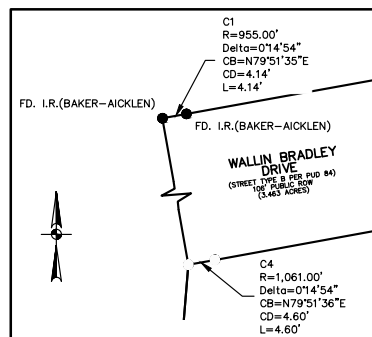 C1
R=955.00'
Delta=0°14'54"
CB=N79°51'35"E
CD=4.14'
L=4.14'
FD. I.R.(BAKER-AICKLEN)
FD. I.R.(BAKER-AICKLEN)
WALLIN BRADLEY
DRIVE
(STREET TYPE B PER PUD 84)
106' PUBLIC ROW
(3.463 ACRES)
C4
R=1,061.00'
Delta=0°14'54"
CB=N79°51'36"E
CD=4.60'
L=4.60'